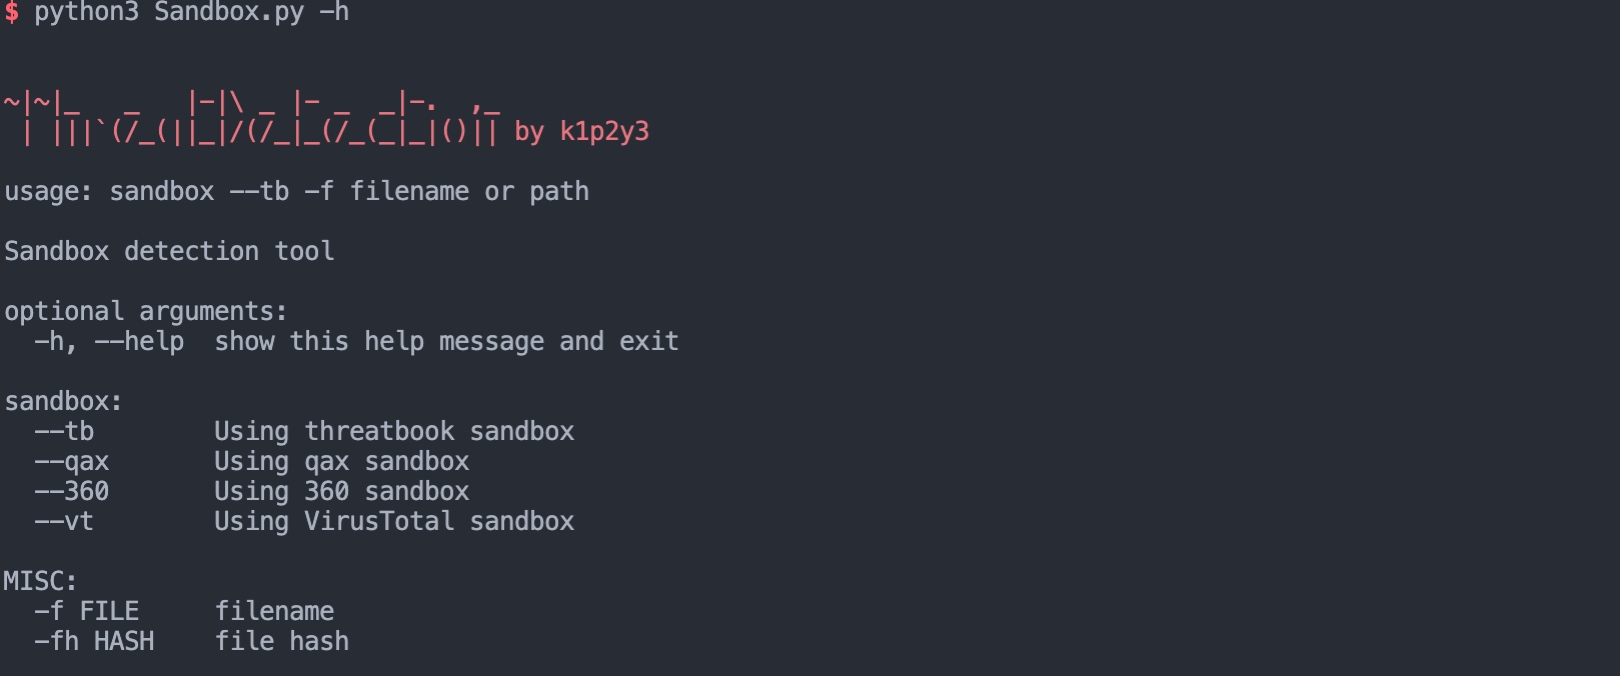 $ python3 Sandbox.py -h
~|~|_   _   |-|\ _ |- _  _|-.  ,_
 | |||`(/_(||_|/(/_|_(/_(_|_|()|| by k1p2y3
usage: sandbox --tb -f filename or path
Sandbox detection tool
optional arguments:
  -h, --help  show this help message and exit
sandbox:
  --tb        Using threatbook sandbox
  --qax       Using qax sandbox
  --360       Using 360 sandbox
  --vt        Using VirusTotal sandbox
MISC:
  -f FILE     filename
  -fh HASH    file hash